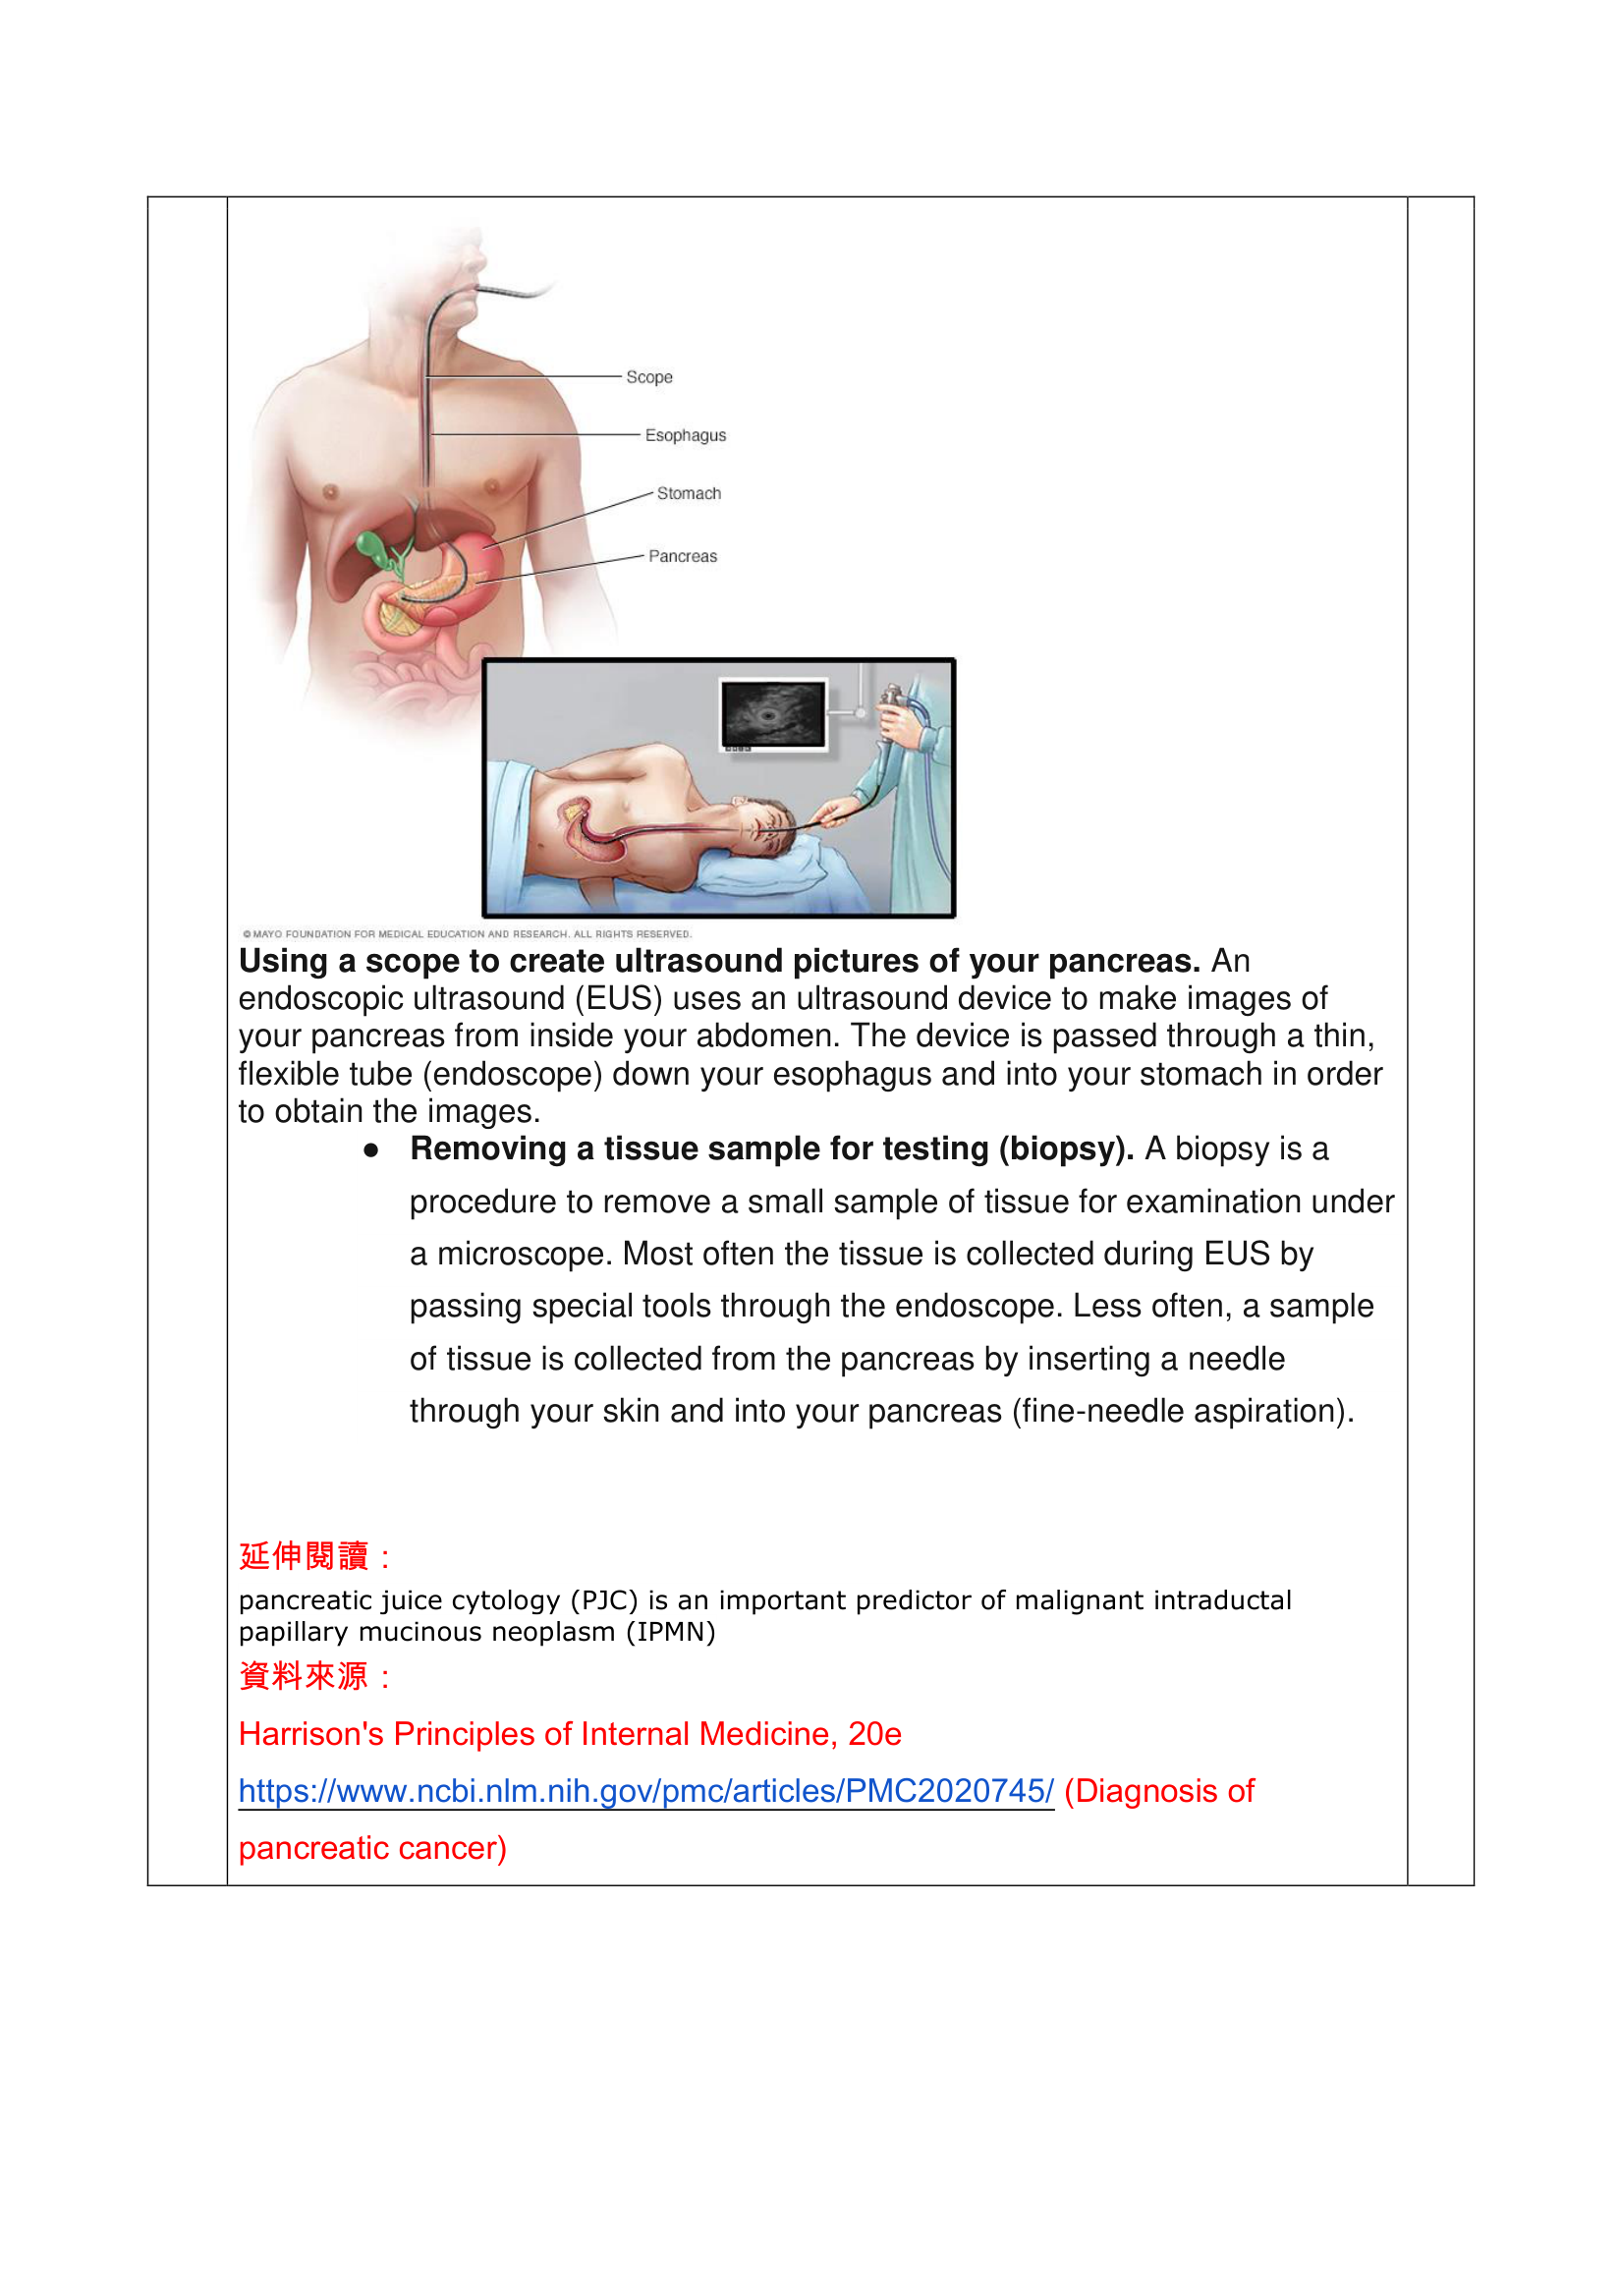 Scope
Esophagus
Stomach
Pancreas
© MAYO FOUNDATION FOR MEDICAL EDUCATION AND RESEARCH. ALL RIGHTS RESERVED.
Using a scope to create ultrasound pictures of your pancreas. An
endoscopic ultrasound (EUS) uses an ultrasound device to make images of
your pancreas from inside your abdomen. The device is passed through a thin,
flexible tube (endoscope) down your esophagus and into your stomach in order
to obtain the images.
● Removing a tissue sample for testing (biopsy). A biopsy is a
procedure to remove a small sample of tissue for examination under
a microscope. Most often the tissue is collected during EUS by
passing special tools through the endoscope. Less often, a sample
of tissue is collected from the pancreas by inserting a needle
through your skin and into your pancreas (fine-needle aspiration).
延伸閱讀：
pancreatic juice cytology (PJC) is an important predictor of malignant intraductal
papillary mucinous neoplasm (IPMN)
資料來源：
Harrison's Principles of Internal Medicine, 20e
https://www.ncbi.nlm.nih.gov/pmc/articles/PMC2020745/ (Diagnosis of
pancreatic cancer)